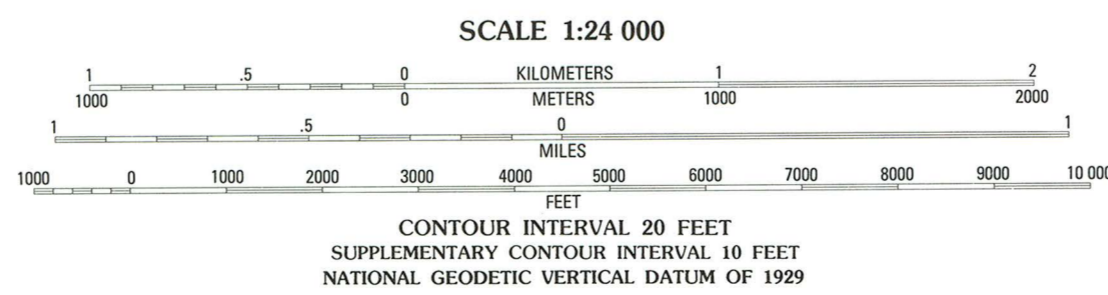 SCALE 1:24 000
1 .5 0 KILOMETERS 1 2
1000 0 METERS 1000 2000
1 .5 0 1
MILES
1000 0 1000 2000 3000 4000 5000 6000 7000 8000 9000 10 000
FEET
CONTOUR INTERVAL 20 FEET
SUPPLEMENTARY CONTOUR INTERVAL 10 FEET
NATIONAL GEODETIC VERTICAL DATUM OF 1929